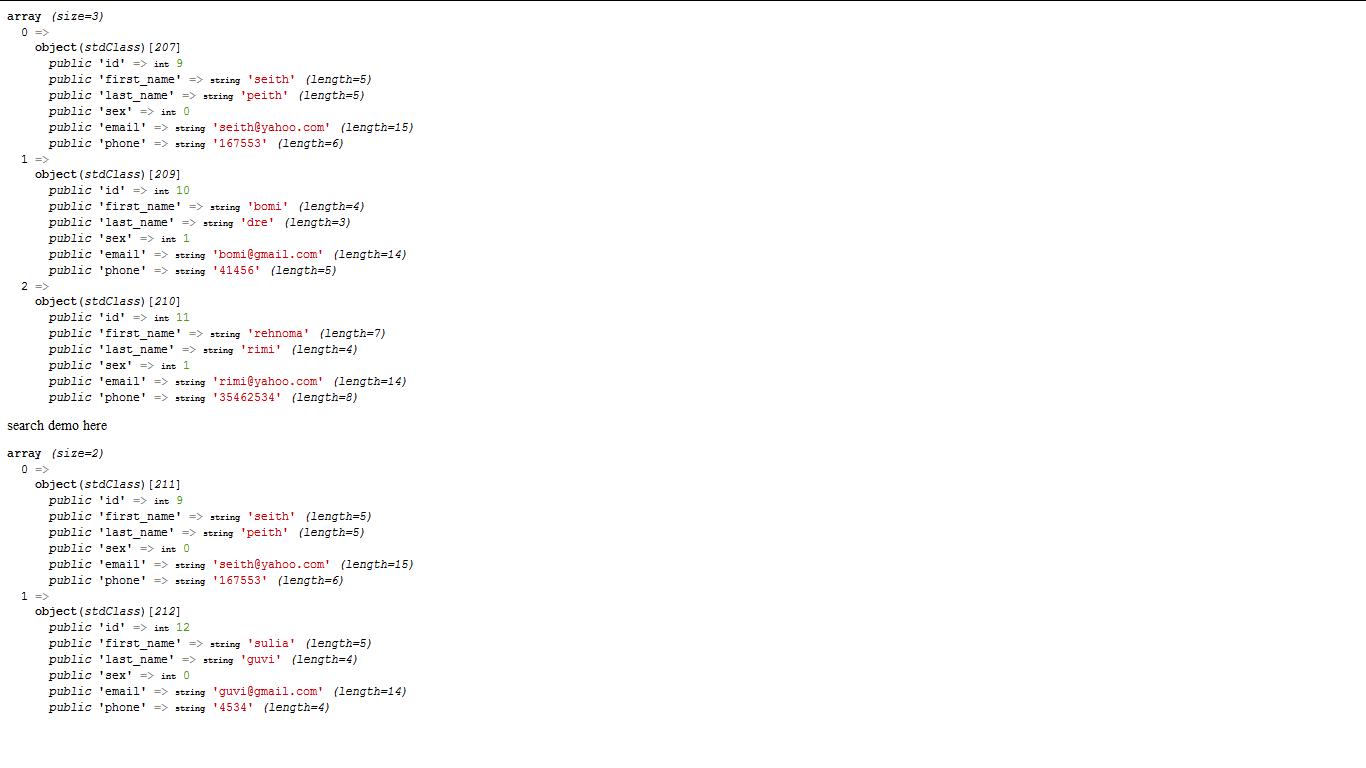 array (size=3)
0 =>
object(stdClass)[207]
public 'id' => int 9
public 'first_name' => string 'seith' (length=5)
public 'last_name' => string 'peith' (length=5)
public 'sex' => int 0
public 'email' => string 'seith@yahoo.com' (length=15)
public 'phone' => string '167553' (length=6)
1 =>
object(stdClass)[209]
public 'id' => int 10
public 'first_name' => string 'bomi' (length=4)
public 'last_name' => string 'dre' (length=3)
public 'sex' => int 1
public 'email' => string 'bomi@gmail.com' (length=14)
public 'phone' => string '41456' (length=5)
2 =>
object(stdClass)[210]
public 'id' => int 11
public 'first_name' => string 'rehnoma' (length=7)
public 'last_name' => string 'rimi' (length=4)
public 'sex' => int 1
public 'email' => string 'rimi@yahoo.com' (length=14)
public 'phone' => string '35462534' (length=8)
search demo here
array (size=2)
0 =>
object(stdClass)[211]
public 'id' => int 9
public 'first_name' => string 'seith' (length=5)
public 'last_name' => string 'peith' (length=5)
public 'sex' => int 0
public 'email' => string 'seith@yahoo.com' (length=15)
public 'phone' => string '167553' (length=6)
1 =>
object(stdClass)[212]
public 'id' => int 12
public 'first_name' => string 'sulia' (length=5)
public 'last_name' => string 'guvi' (length=4)
public 'sex' => int 0
public 'email' => string 'guvi@gmail.com' (length=14)
public 'phone' => string '4534' (length=4)